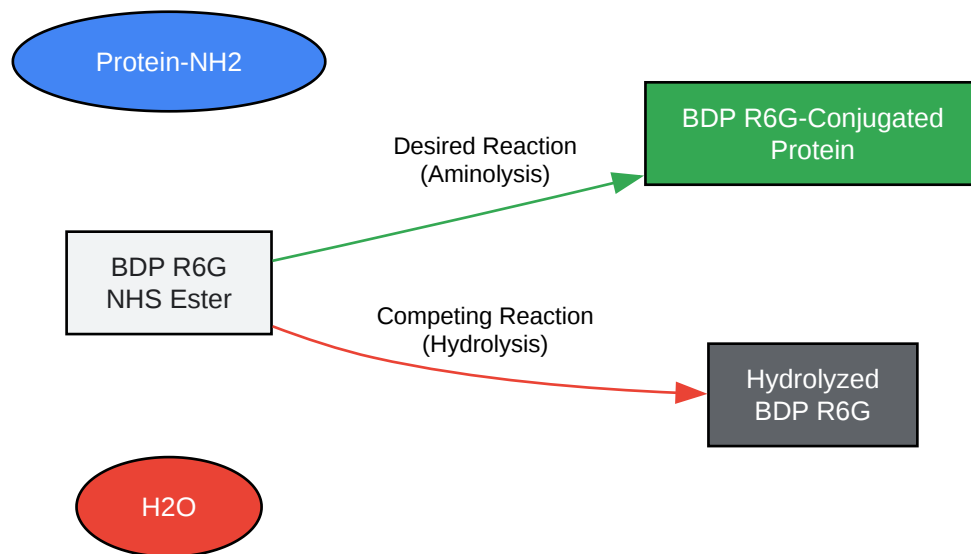 Protein-NH2
BDP R6G-Conjugated
Protein
Desired Reaction
(Aminolysis)
BDP R6G
NHS Ester
Competing Reaction
(Hydrolysis)
Hydrolyzed
BDP R6G
H2O